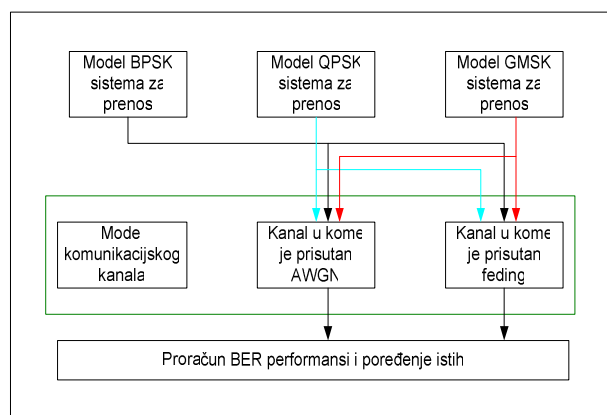 Model BPSK
sistema za
prenos
Model QPSK
sistema za
prenos
Model GMSK
sistema za
prenos
Mode
komunikacijskog
kanala
Kanal u kome
je prisutan
AWGN
Kanal u kome
je prisutan
feding
Proračun BER performansi i poređenje istih